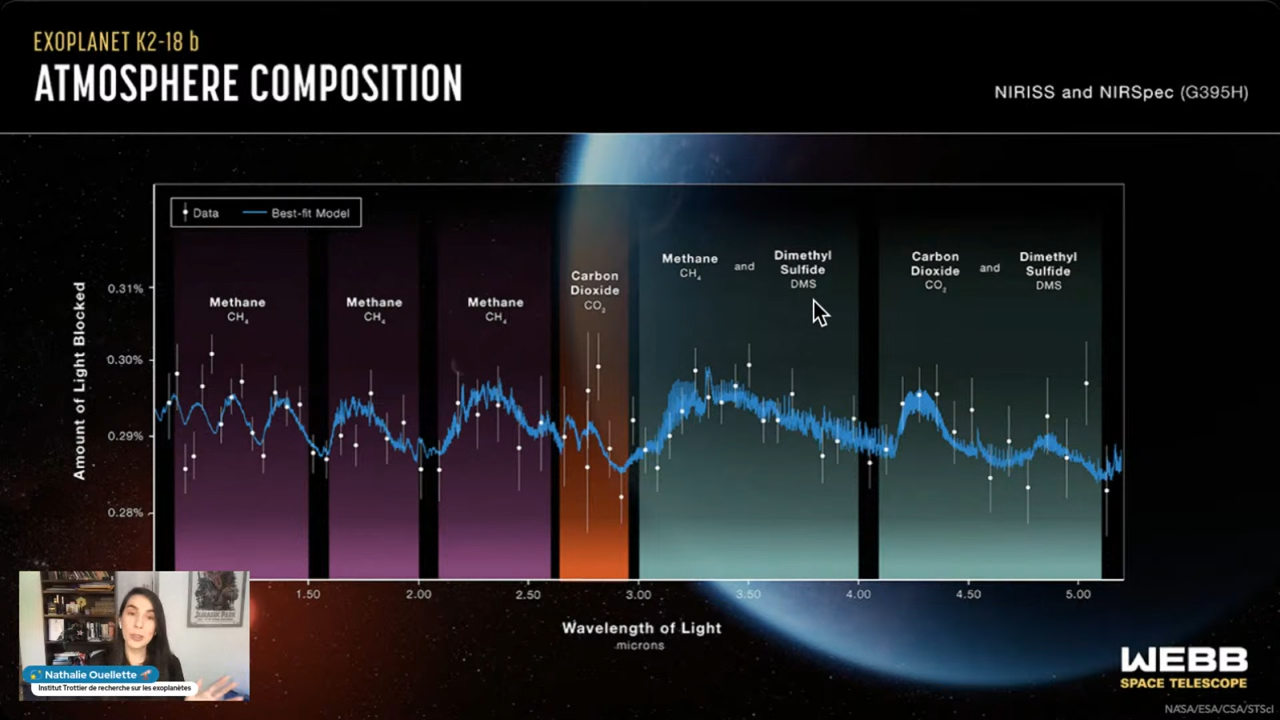 EXOPLANET K2-18 b
ATMOSPHERE COMPOSITION
NIRISS and NIRSpec (G395H)
Data
Best-fit Model
Amount of Light Blocked
0.31%
0.30%
0.29%
0.28%
Methane
CH₄
Methane
CH₄
Methane
CH₄
Carbon
Dioxide
CO₂
Methane
CH₄
and
Dimethyl
Sulfide
DMS
Carbon
Dioxide
CO₂
and
Dimethyl
Sulfide
DMS
1.50
2.00
2.50
3.00
3.50
4.00
4.50
5.00
Wavelength of Light
microns
JURASSIC PARK
Nathalie Ouellette
Institut Trottier de recherche sur les exoplanètes
WEBB
SPACE TELESCOPE
NASA/ESA/CSA/STScI